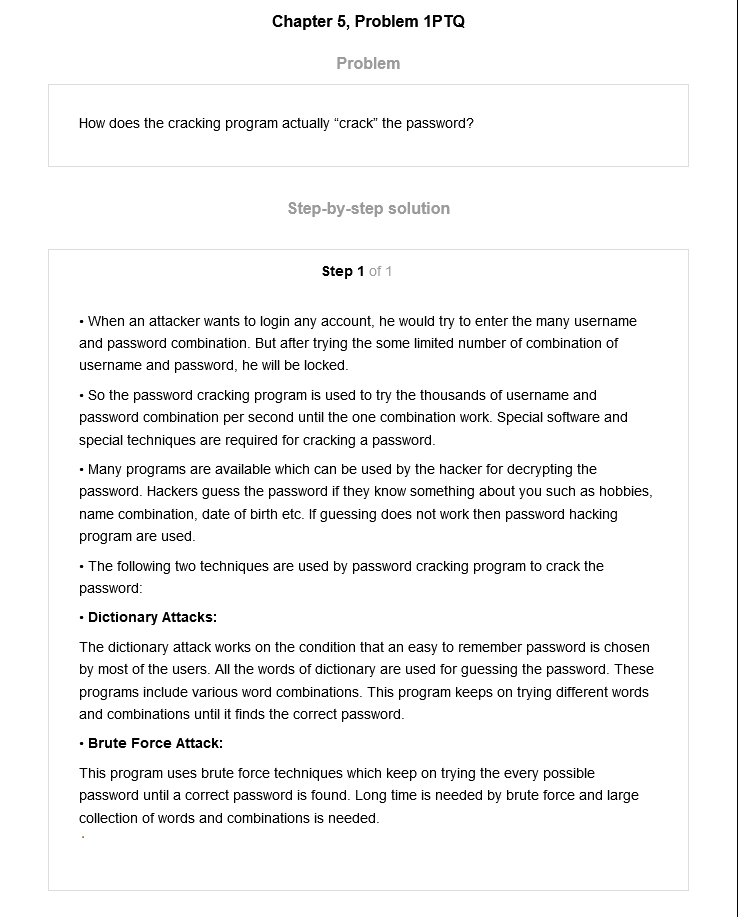 Chapter 5, Problem 1PTQ
Problem
How does the cracking program actually “crack” the password?
Step-by-step solution
Step 1 of 1
• When an attacker wants to login any account, he would try to enter the many username
and password combination. But after trying the some limited number of combination of
username and password, he will be locked.
• So the password cracking program is used to try the thousands of username and
password combination per second until the one combination work. Special software and
special techniques are required for cracking a password.
• Many programs are available which can be used by the hacker for decrypting the
password. Hackers guess the password if they know something about you such as hobbies,
name combination, date of birth etc. If guessing does not work then password hacking
program are used.
• The following two techniques are used by password cracking program to crack the
password:
• Dictionary Attacks:
The dictionary attack works on the condition that an easy to remember password is chosen
by most of the users. All the words of dictionary are used for guessing the password. These
programs include various word combinations. This program keeps on trying different words
and combinations until it finds the correct password.
• Brute Force Attack:
This program uses brute force techniques which keep on trying the every possible
password until a correct password is found. Long time is needed by brute force and large
collection of words and combinations is needed.